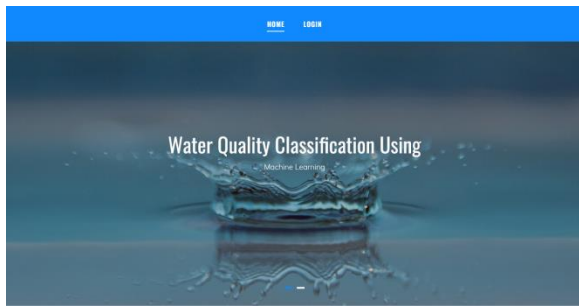 HOME LOGIN
Water Quality Classification Using
Machine Learning